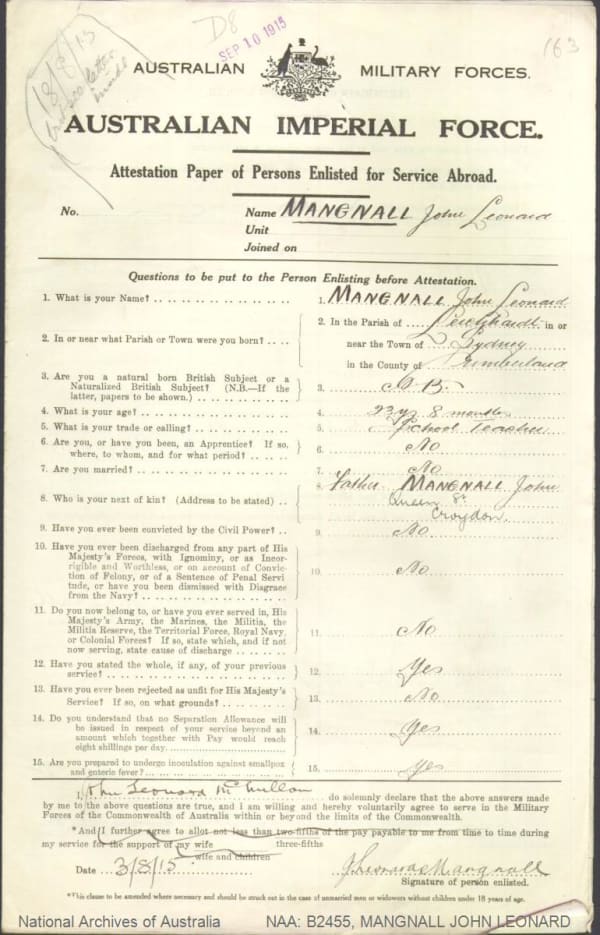 18/8/15
D8
SEP 10 1915
163
AUSTRALIAN MILITARY FORCES.
AUSTRALIAN IMPERIAL FORCE.
Attestation Paper of Persons Enlisted for Service Abroad.
No. Name MANGNALL John Leonard
Unit
Joined on
Questions to be put to the Person Enlisting before Attestation.
1. What is your Name? 1. MANGNALL John Leonard
2. In or near what Parish or Town were you born? 2. In the Parish of Leichhardt in or
near the Town of Sydney
in the County of Cumberland
3. Are you a natural born British Subject or a
Naturalized British Subject? (N.B.—If the
latter, papers to be shown.) 3.
4. What is your age? 4. 23 yrs 8 months
5. What is your trade or calling? 5. School Teacher
6. Are you, or have you been, an Apprentice? If so,
where, to whom, and for what period? 6. No
7. Are you married? 7. No
8. Who is your next of kin? (Address to be stated) 8. Father MANGNALL John
Queen St
Croydon.
9. Have you ever been convicted by the Civil Power? 9. No
10. Have you ever been discharged from any part of His
Majesty's Forces, with Ignominy, or as Incor-
rigible and Worthless, or on account of Convic-
tion of Felony, or of a Sentence of Penal Servi
tude, or have you been dismissed with Disgrace
from the Navy? 10. No
11. Do you now belong to, or have you ever served in, His
Majesty's Army, the Marines, the Militia, the
Militia Reserve, the Territorial Force, Royal Navy,
or Colonial Forces? If so, state which, and if not
now serving, state cause of discharge 11. No
12. Have you stated the whole, if any, of your previous
service? 12. Yes
13. Have you ever been rejected as unfit for His Majesty's
Service? If so, on what grounds? 13. No
14. Do you understand that no Separation Allowance will
be issued in respect of your service beyond an
amount which together with Pay would reach
eight shillings per day. 14. Yes
15. Are you prepared to undergo inoculation against smallpox
and enteric fever? 15. Yes
I, John Leonard do solemnly declare that the above answers made
by me to the above questions are true, and I am willing and hereby voluntarily agree to serve in the Military
Forces of the Commonwealth of Australia within or beyond the limits of the Commonwealth.
*And I further agree to allot not less than two-fifths of the pay payable to me from time to time during
my service for the support of my wife three-fifths
wife and children
Date 3/8/15 J Leonard Mangnall
Signature of person enlisted.
*This clause to be amended where necessary and should be struck out in the case of unmarried men or widowers without children under 18 years of age.
National Archives of Australia NAA: B2455, MANGNALL JOHN LEONARD